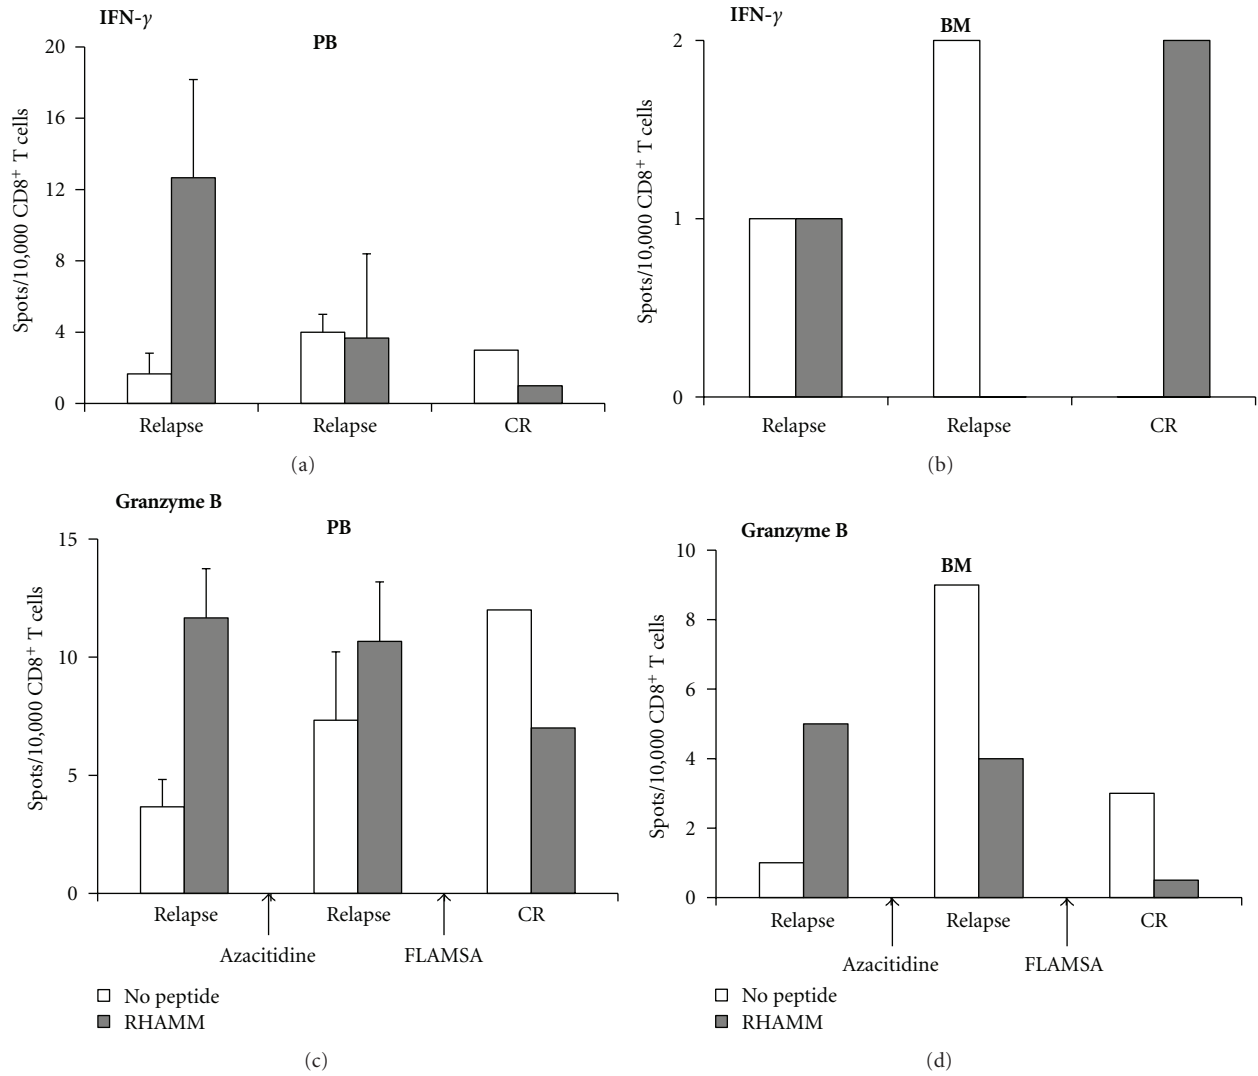 IFN-γ
PB
Spots/10,000 CD8⁺ T cells
20
16
12
8
4
0
Relapse
Relapse
CR
(a)
IFN-γ
BM
Spots/10,000 CD8⁺ T cells
2
1
0
Relapse
Relapse
CR
(b)
Granzyme B
PB
Spots/10,000 CD8⁺ T cells
15
10
5
0
Relapse
Relapse
CR
Azacitidine
FLAMSA
No peptide
RHAMM
(c)
Granzyme B
BM
Spots/10,000 CD8⁺ T cells
10
8
6
4
2
0
Relapse
Relapse
CR
Azacitidine
FLAMSA
No peptide
RHAMM
(d)